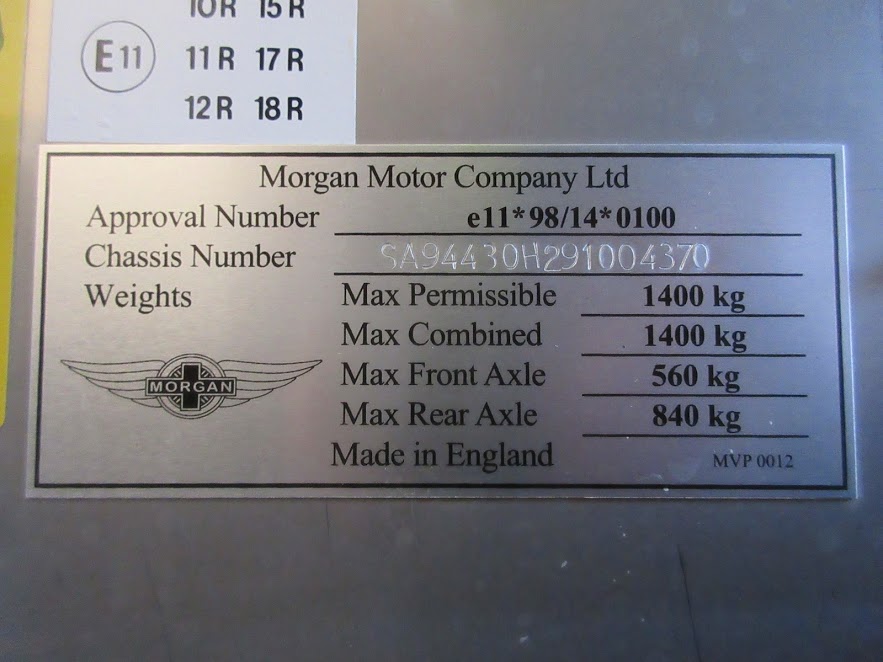 10R 15R
E11 11R 17R
12R 18R
Morgan Motor Company Ltd
Approval Number e11*98/14*0100
Chassis Number SA94430H291004370
Weights Max Permissible 1400 kg
Max Combined 1400 kg
MORGAN Max Front Axle 560 kg
Max Rear Axle 840 kg
Made in England MVP 0012